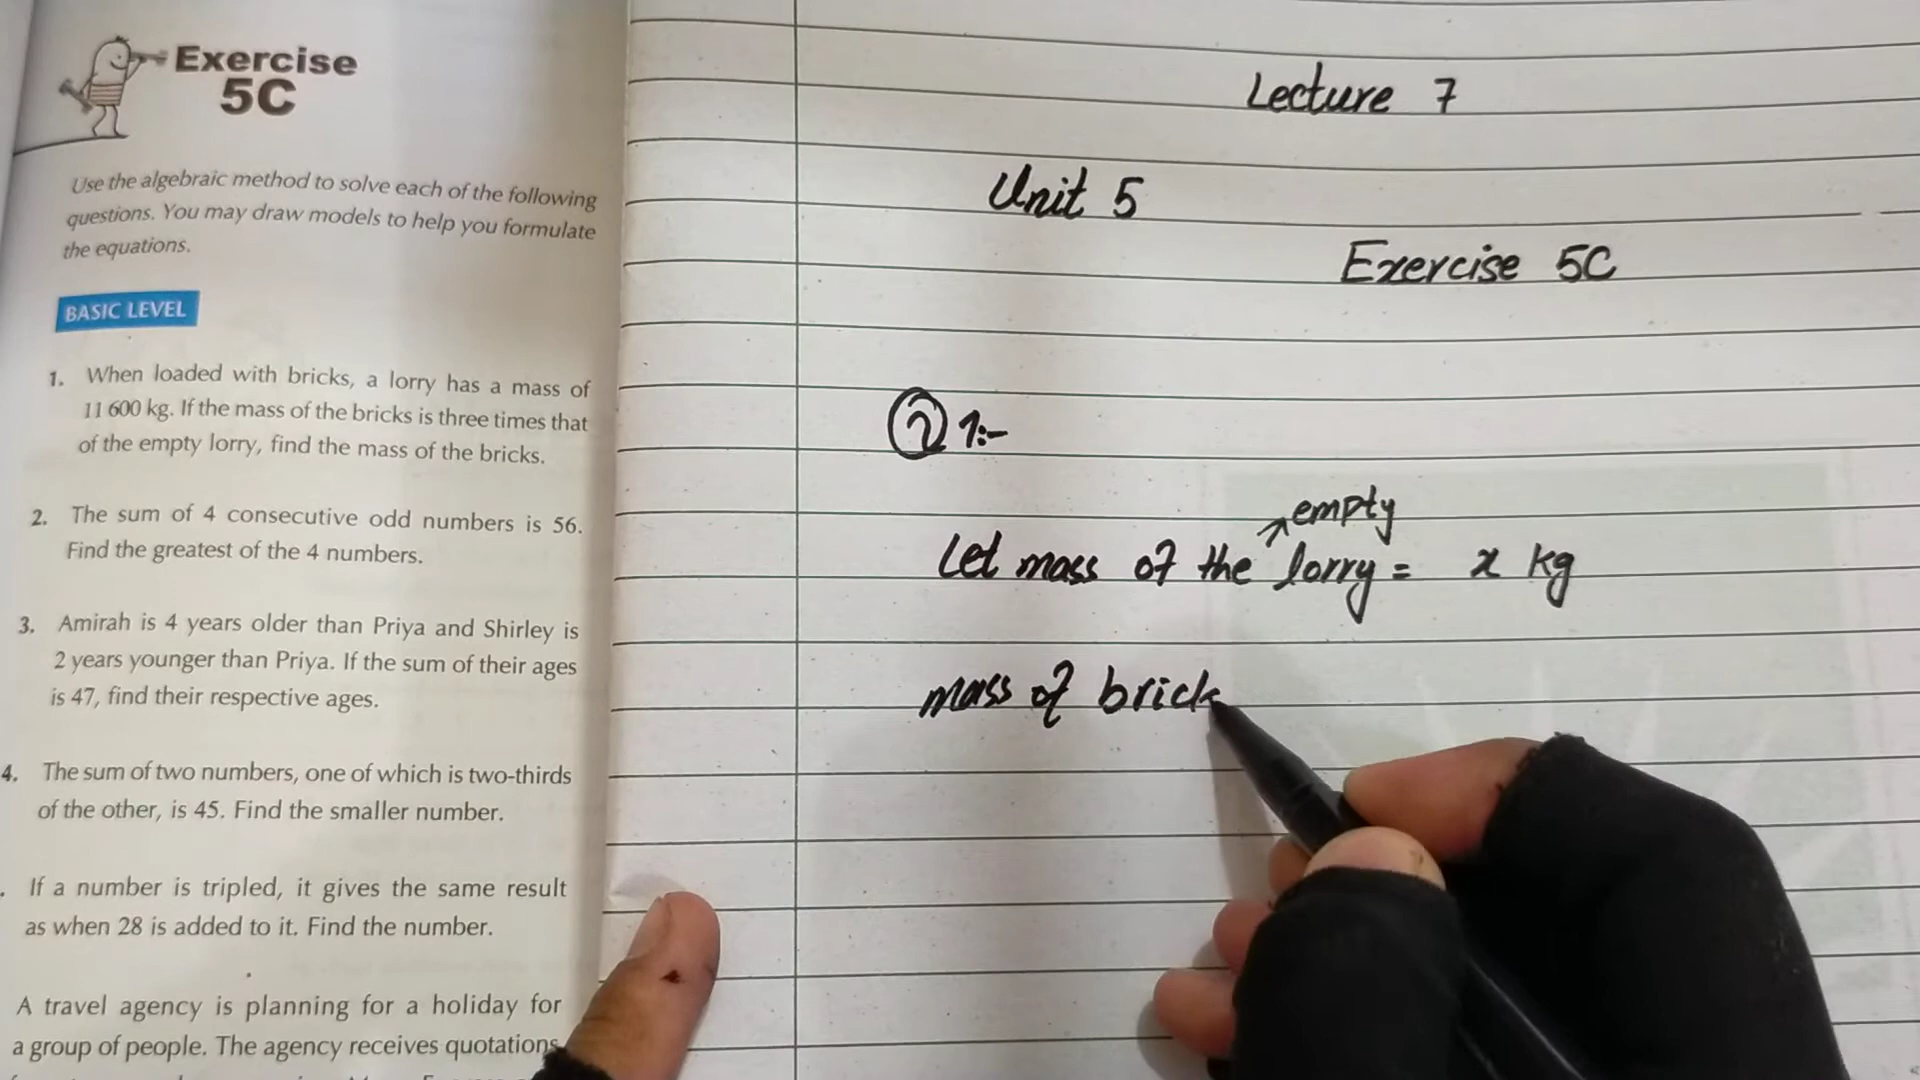 Exercise
5C
Use the algebraic method to solve each of the following
questions. You may draw models to help you formulate
the equations.
BASIC LEVEL
1. When loaded with bricks, a lorry has a mass of
11 600 kg. If the mass of the bricks is three times that
of the empty lorry, find the mass of the bricks.
2. The sum of 4 consecutive odd numbers is 56.
Find the greatest of the 4 numbers.
3. Amirah is 4 years older than Priya and Shirley is
2 years younger than Priya. If the sum of their ages
is 47, find their respective ages.
4. The sum of two numbers, one of which is two-thirds
of the other, is 45. Find the smaller number.
. If a number is tripled, it gives the same result
as when 28 is added to it. Find the number.
A travel agency is planning for a holiday for
a group of people. The agency receives quotations
Lecture 7
Unit 5
Exercise 5C
1:-
empty
Let mass of the lorry = x kg
mass of brick